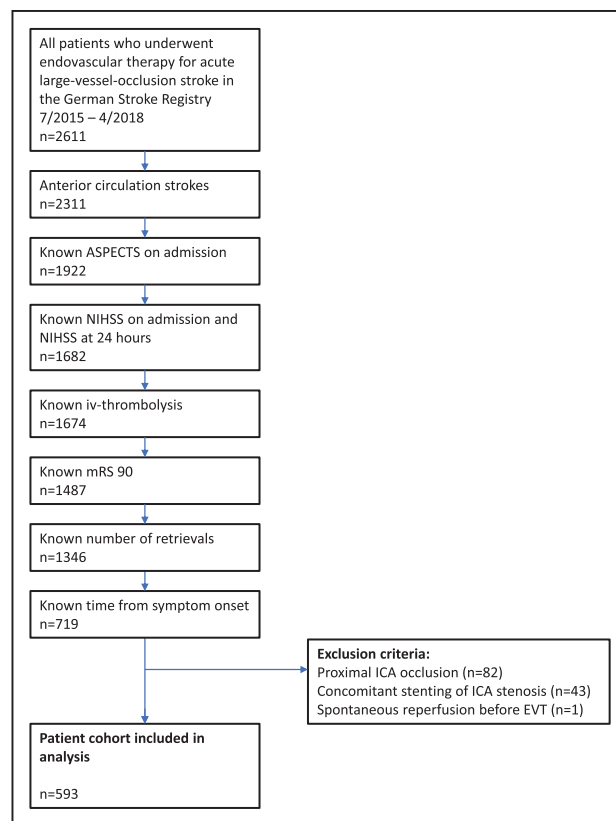 All patients who underwent
endovascular therapy for acute
large-vessel-occlusion stroke in
the German Stroke Registry
7/2015 – 4/2018
n=2611
Anterior circulation strokes
n=2311
Known ASPECTS on admission
n=1922
Known NIHSS on admission and
NIHSS at 24 hours
n=1682
Known iv-thrombolysis
n=1674
Known mRS 90
n=1487
Known number of retrievals
n=1346
Known time from symptom onset
n=719
Exclusion criteria:
Proximal ICA occlusion (n=82)
Concomitant stenting of ICA stenosis (n=43)
Spontaneous reperfusion before EVT (n=1)
Patient cohort included in
analysis
n=593